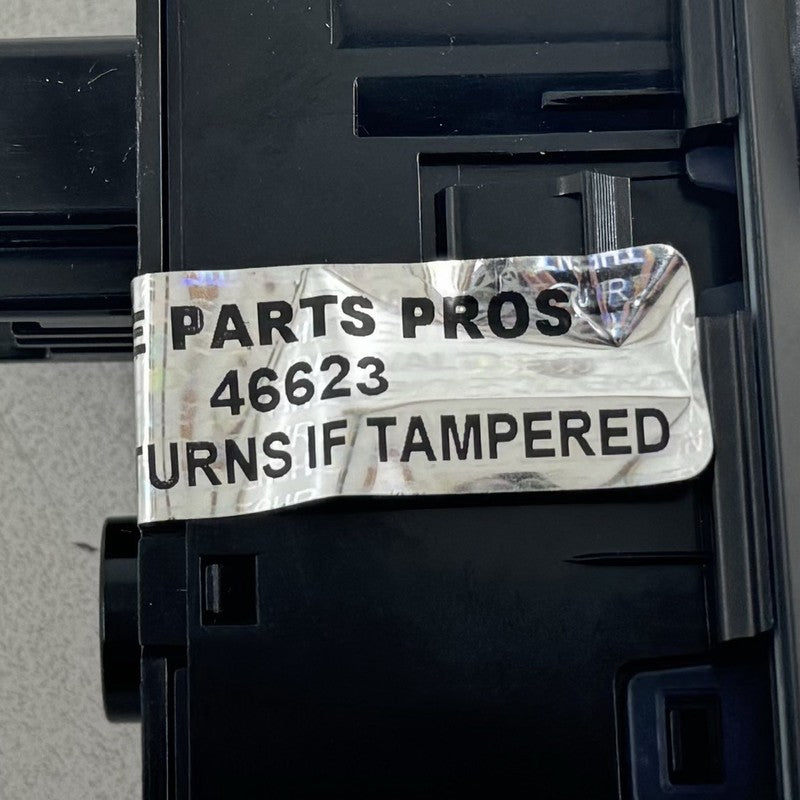 E PARTS PROS
46623
TURNS IF TAMPERED